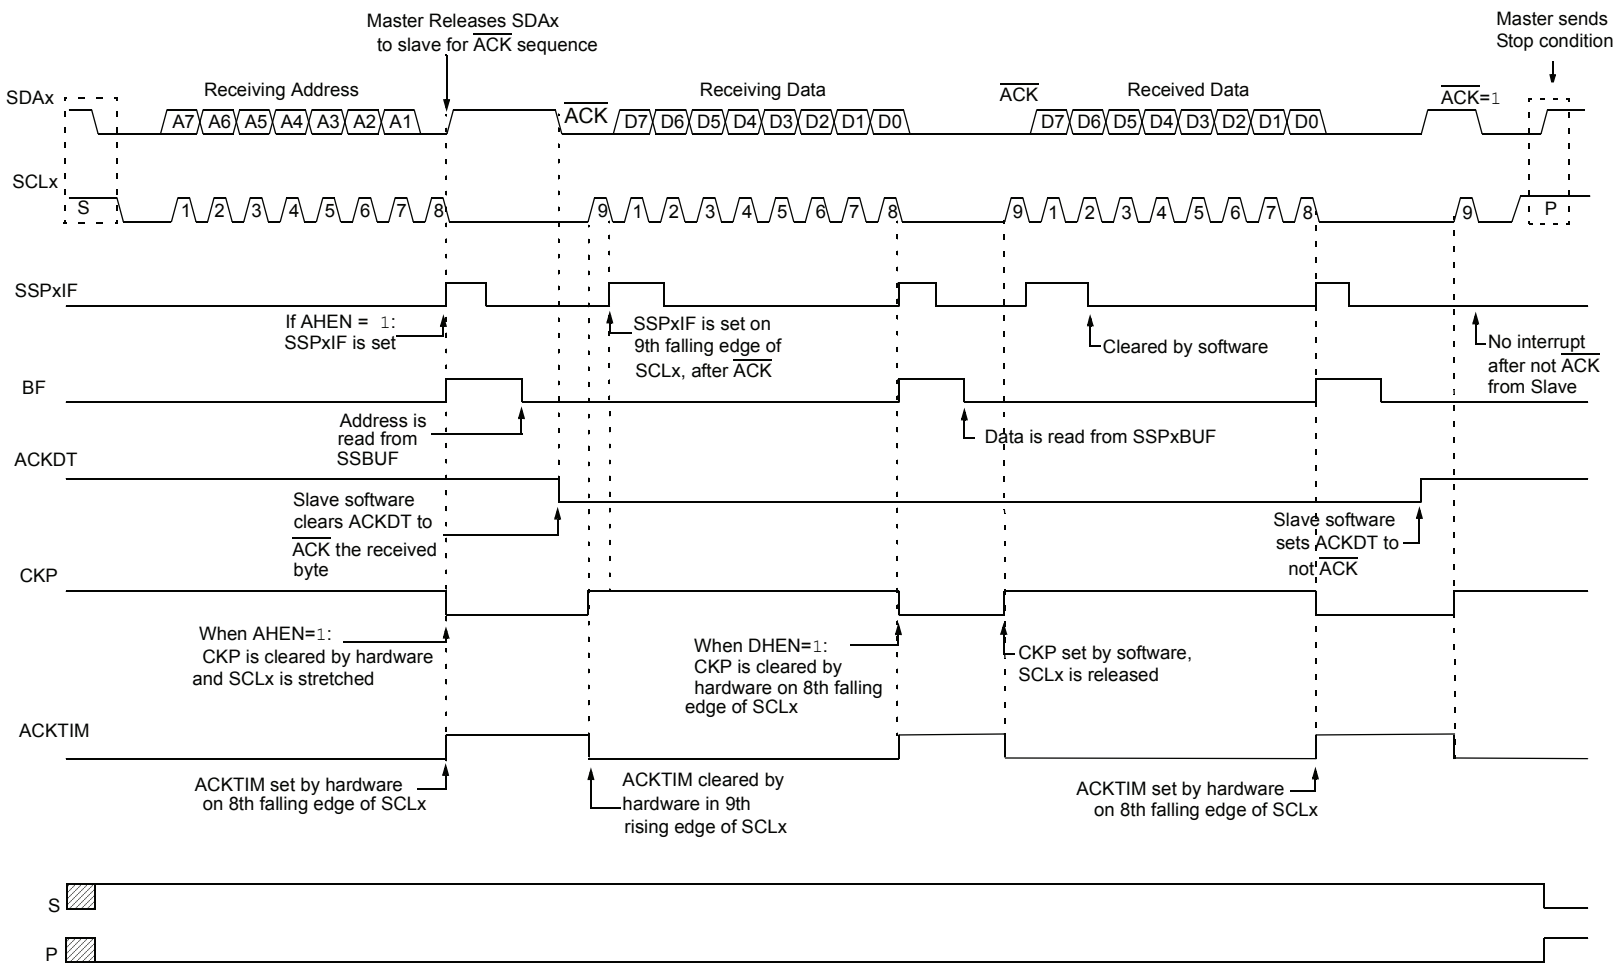 Master Releases SDAx
to slave for ACK sequence
Master sends
Stop condition
SDAx
Receiving Address
A7 A6 A5 A4 A3 A2 A1
ACK
Receiving Data
D7 D6 D5 D4 D3 D2 D1 D0
ACK
Received Data
D7 D6 D5 D4 D3 D2 D1 D0
ACK=1
SCLx
S 1 2 3 4 5 6 7 8 9 1 2 3 4 5 6 7 8 9 1 2 3 4 5 6 7 8 9 P
SSPxIF
If AHEN = 1:
SSPxIF is set
SSPxIF is set on
9th falling edge of
SCLx, after ACK
Cleared by software
No interrupt
after not ACK
from Slave
BF
Address is
read from
SSBUF
Data is read from SSPxBUF
ACKDT
Slave software
clears ACKDT to
ACK the received
byte
Slave software
sets ACKDT to
not ACK
CKP
When AHEN=1:
CKP is cleared by hardware
and SCLx is stretched
When DHEN=1:
CKP is cleared by
hardware on 8th falling
edge of SCLx
CKP set by software,
SCLx is released
ACKTIM
ACKTIM set by hardware
on 8th falling edge of SCLx
ACKTIM cleared by
hardware in 9th
rising edge of SCLx
ACKTIM set by hardware
on 8th falling edge of SCLx
S
P